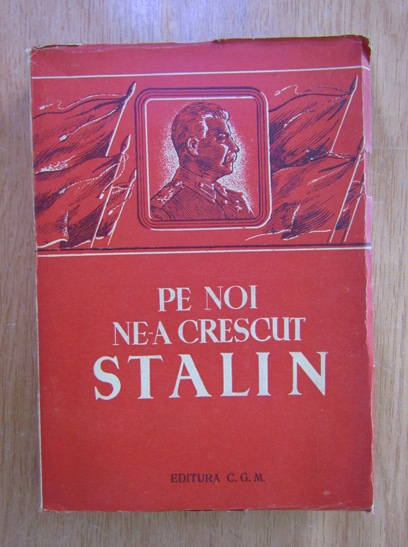 PE NOI
NE-A CRESCUT
STALIN
EDITURA C. G. M.